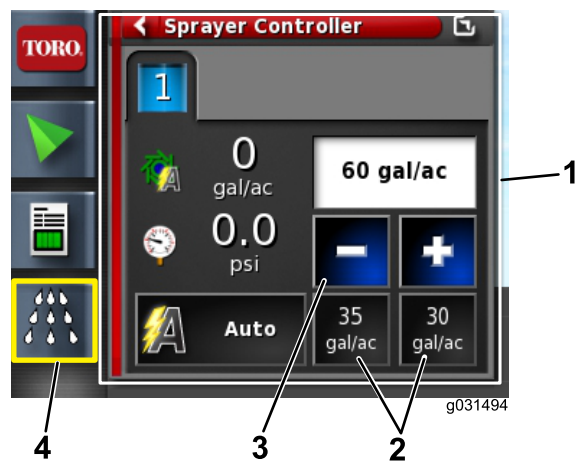 TORO.
Sprayer Controller
1
0
gal/ac
60 gal/ac
0.0
psi
A Auto
35
gal/ac
30
gal/ac
1
g031494
4
3
2